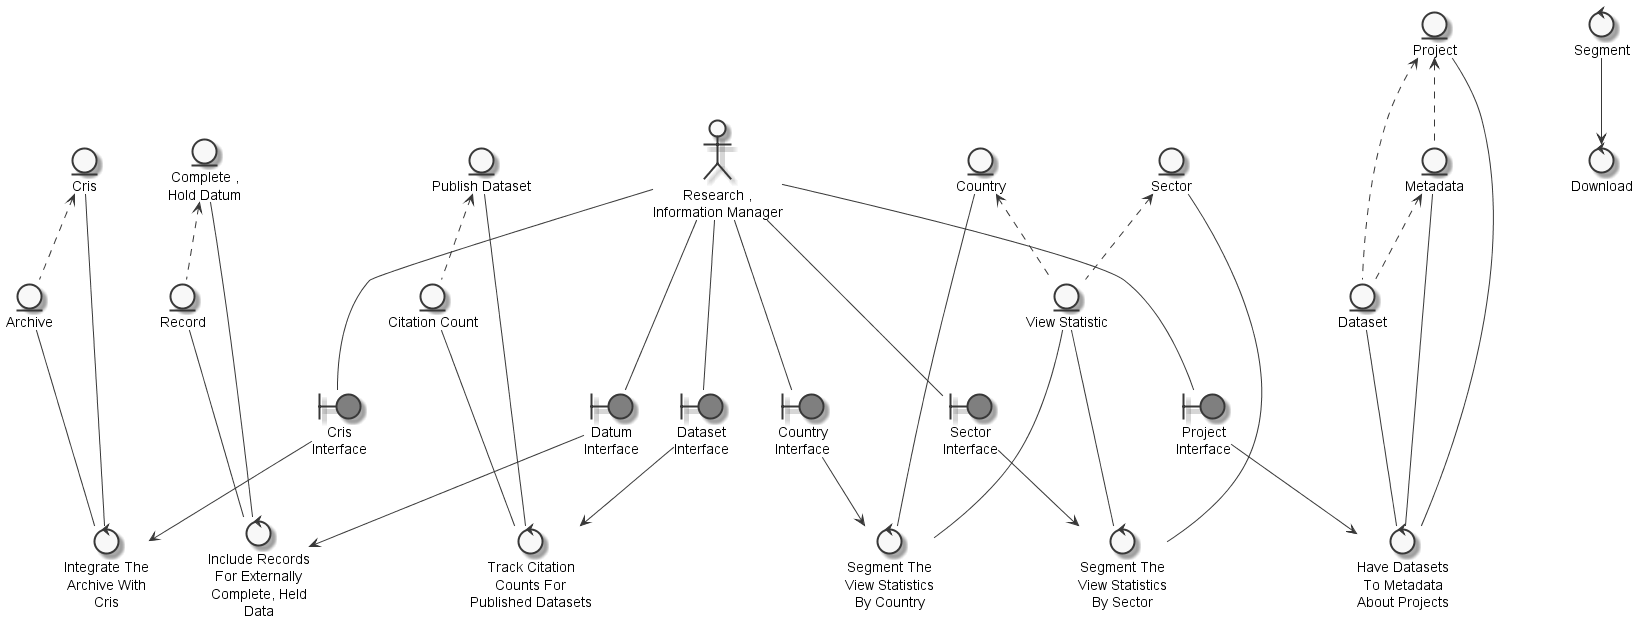 Project
Segment
Cris
Complete ,
Hold Datum
Publish Dataset
Research ,
Information Manager
Country
Sector
Metadata
Download
Archive
Record
Citation Count
View Statistic
Dataset
Cris
Interface
Datum
Interface
Dataset
Interface
Country
Interface
Sector
Interface
Project
Interface
Integrate The
Archive With
Cris
Include Records
For Externally
Complete, Held
Data
Track Citation
Counts For
Published Datasets
Segment The
View Statistics
By Country
Segment The
View Statistics
By Sector
Have Datasets
To Metadata
About Projects